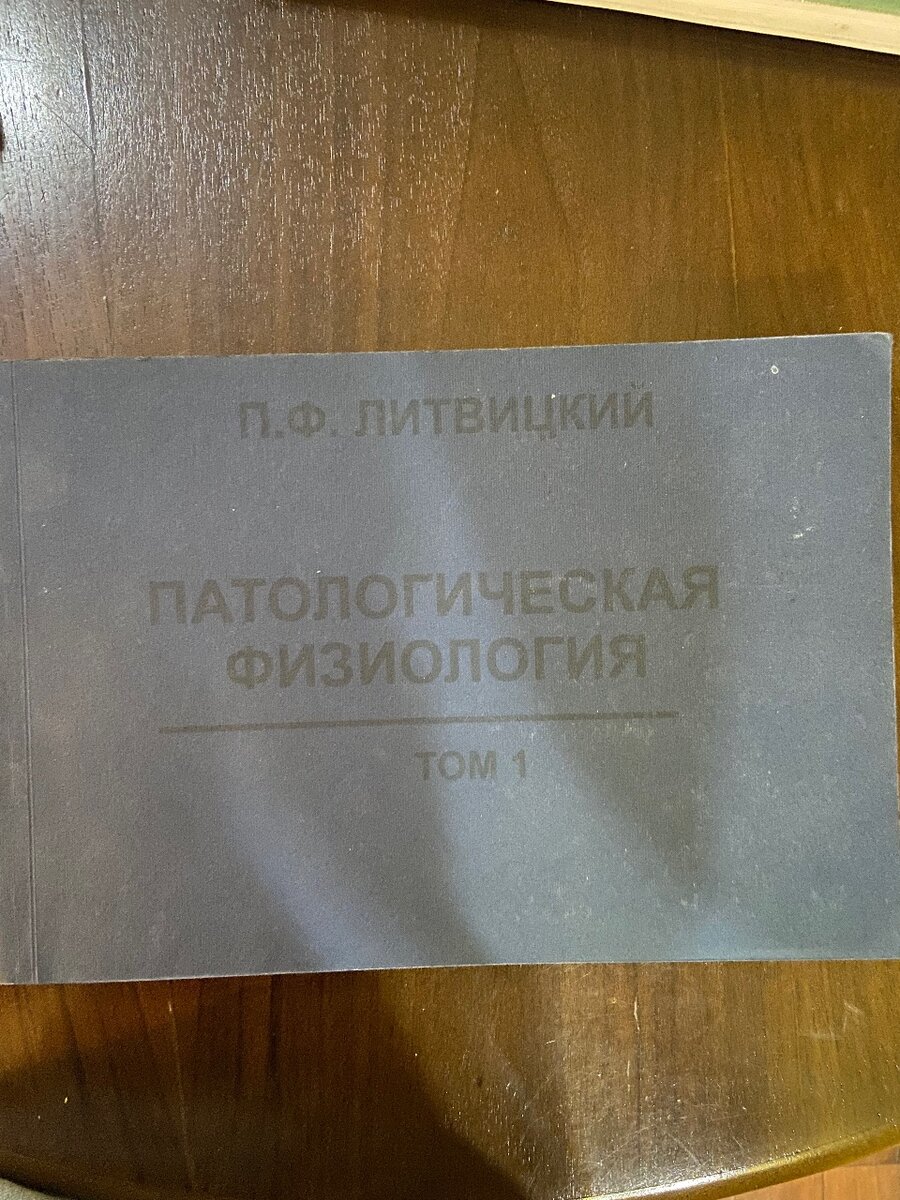 П.Ф. ЛИТВИЦКИЙ
ПАТОЛОГИЧЕСКАЯ
ФИЗИОЛОГИЯ
ТОМ 1